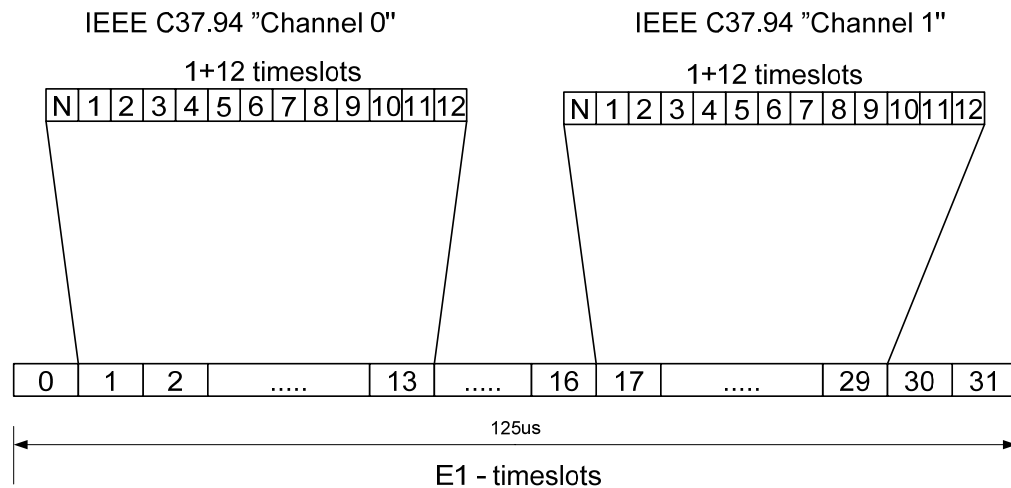 IEEE C37.94 ”Channel 0"
IEEE C37.94 ”Channel 1"
1+12 timeslots
1+12 timeslots
N 1 2 3 4 5 6 7 8 9 10 11 12
N 1 2 3 4 5 6 7 8 9 10 11 12
0 1 2 ..... 13 ..... 16 17 ..... 29 30 31
125us
E1 - timeslots